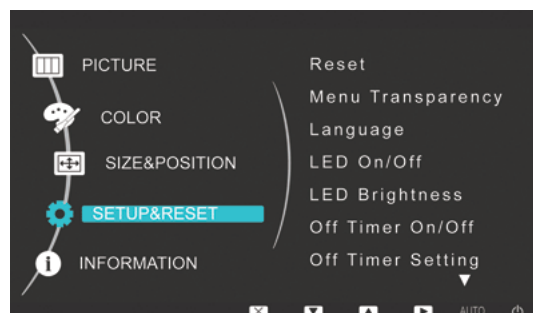 PICTURE
COLOR
SIZE&POSITION
SETUP&RESET
INFORMATION
Reset
Menu Transparency
Language
LED On/Off
LED Brightness
Off Timer On/Off
Off Timer Setting
AUTO